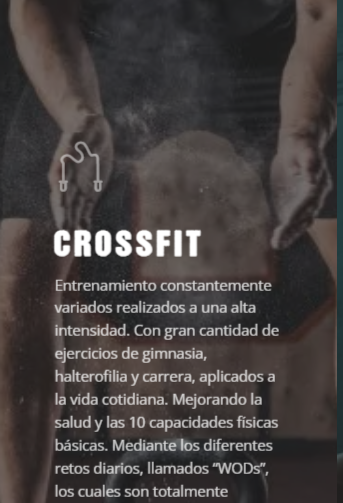 CROSSFIT
Entrenamiento constantemente
variados realizados a una alta
intensidad. Con gran cantidad de
ejercicios de gimnasia,
halterofilia y carrera, aplicados a
la vida cotidiana. Mejorando la
salud y las 10 capacidades físicas
básicas. Mediante los diferentes
retos diarios, llamados “WODs”,
los cuales son totalmente